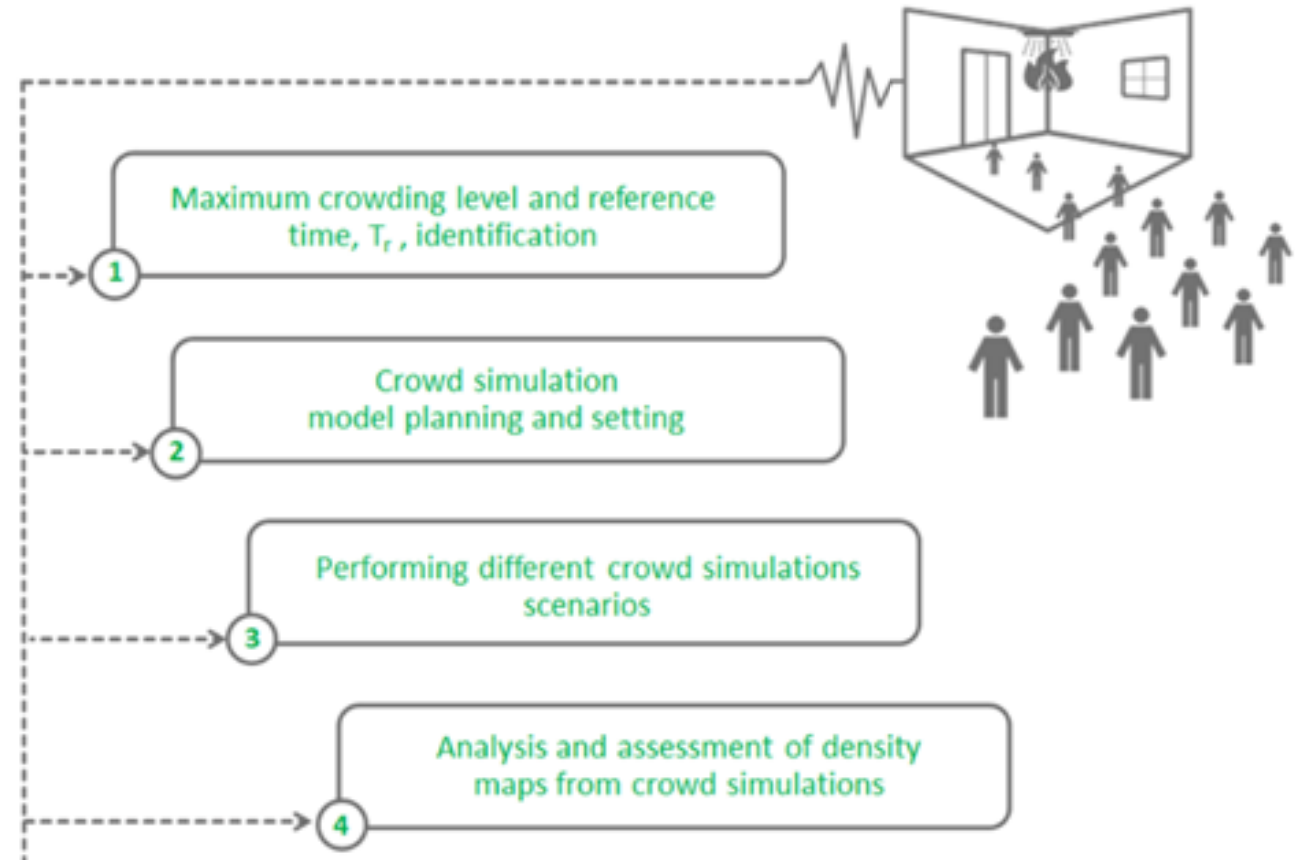 Maximum crowding level and reference
time, Tr , identification
1
Crowd simulation
model planning and setting
2
Performing different crowd simulations
scenarios
3
Analysis and assessment of density
maps from crowd simulations
4